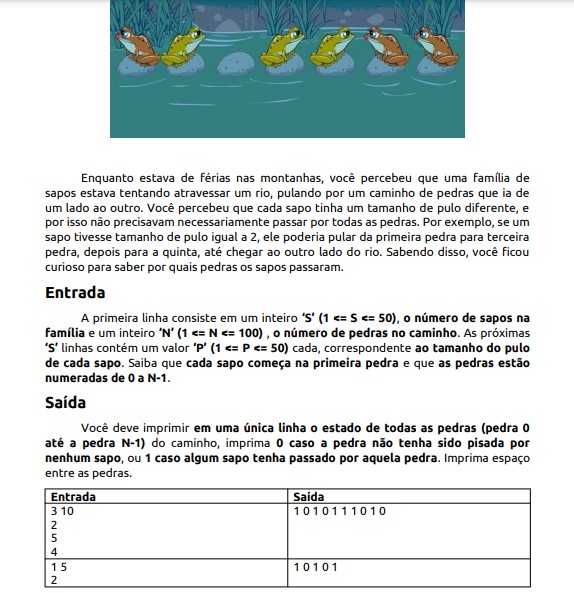 Enquanto estava de férias nas montanhas, você percebeu que uma família de
sapos estava tentando atravessar um rio, pulando por um caminho de pedras que ia de
um lado ao outro. Você percebeu que cada sapo tinha um tamanho de pulo diferente, e
por isso não precisavam necessariamente passar por todas as pedras. Por exemplo, se um
sapo tivesse tamanho de pulo igual a 2, ele poderia pular da primeira pedra para terceira
pedra, depois para a quinta, até chegar ao outro lado do rio. Sabendo disso, você ficou
curioso para saber por quais pedras os sapos passaram.
Entrada
A primeira linha consiste em um inteiro ‘S’ (1 <= S <= 50), o número de sapos na
família e um inteiro ‘N’ (1 <= N <= 100) , o número de pedras no caminho. As próximas
‘S’ linhas contém um valor ‘P’ (1 <= P <= 50) cada, correspondente ao tamanho do pulo
de cada sapo. Saiba que cada sapo começa na primeira pedra e que as pedras estão
numeradas de 0 a N-1.
Saída
Você deve imprimir em uma única linha o estado de todas as pedras (pedra 0
até a pedra N-1) do caminho, imprima 0 caso a pedra não tenha sido pisada por
nenhum sapo, ou 1 caso algum sapo tenha passado por aquela pedra. Imprima espaço
entre as pedras.
Entrada Saída
3 10 1 0 1 0 1 1 1 0 1 0
2
5
4
1 5 1 0 1 0 1
2